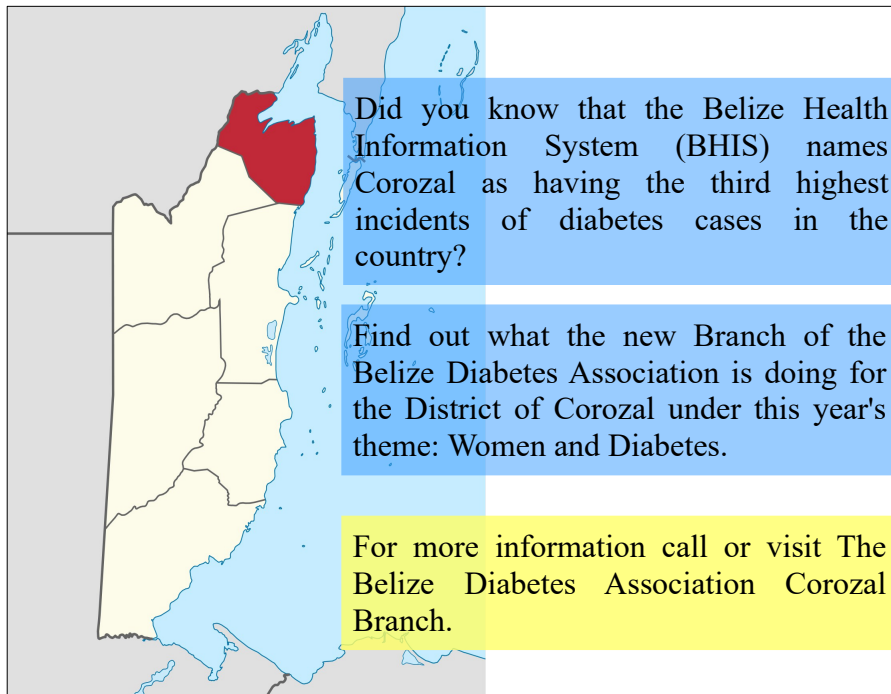 Did you know that the Belize Health
Information System (BHIS) names
Corozal as having the third highest
incidents of diabetes cases in the
country?
Find out what the new Branch of the
Belize Diabetes Association is doing for
the District of Corozal under this year's
theme: Women and Diabetes.
For more information call or visit The
Belize Diabetes Association Corozal
Branch.